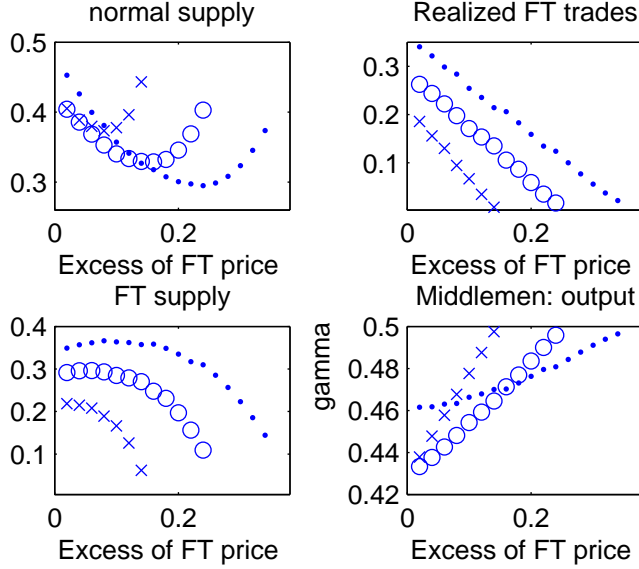 normal supply
0.5
0.4
0.3
0
0.2
Excess of FT price
Realized FT trades
0.3
0.2
0.1
0
0.2
Excess of FT price
FT supply
0.4
0.3
0.2
0.1
0
0.2
Excess of FT price
Middlemen: output
gamma
0.5
0.48
0.46
0.44
0.42
0
0.2
Excess of FT price